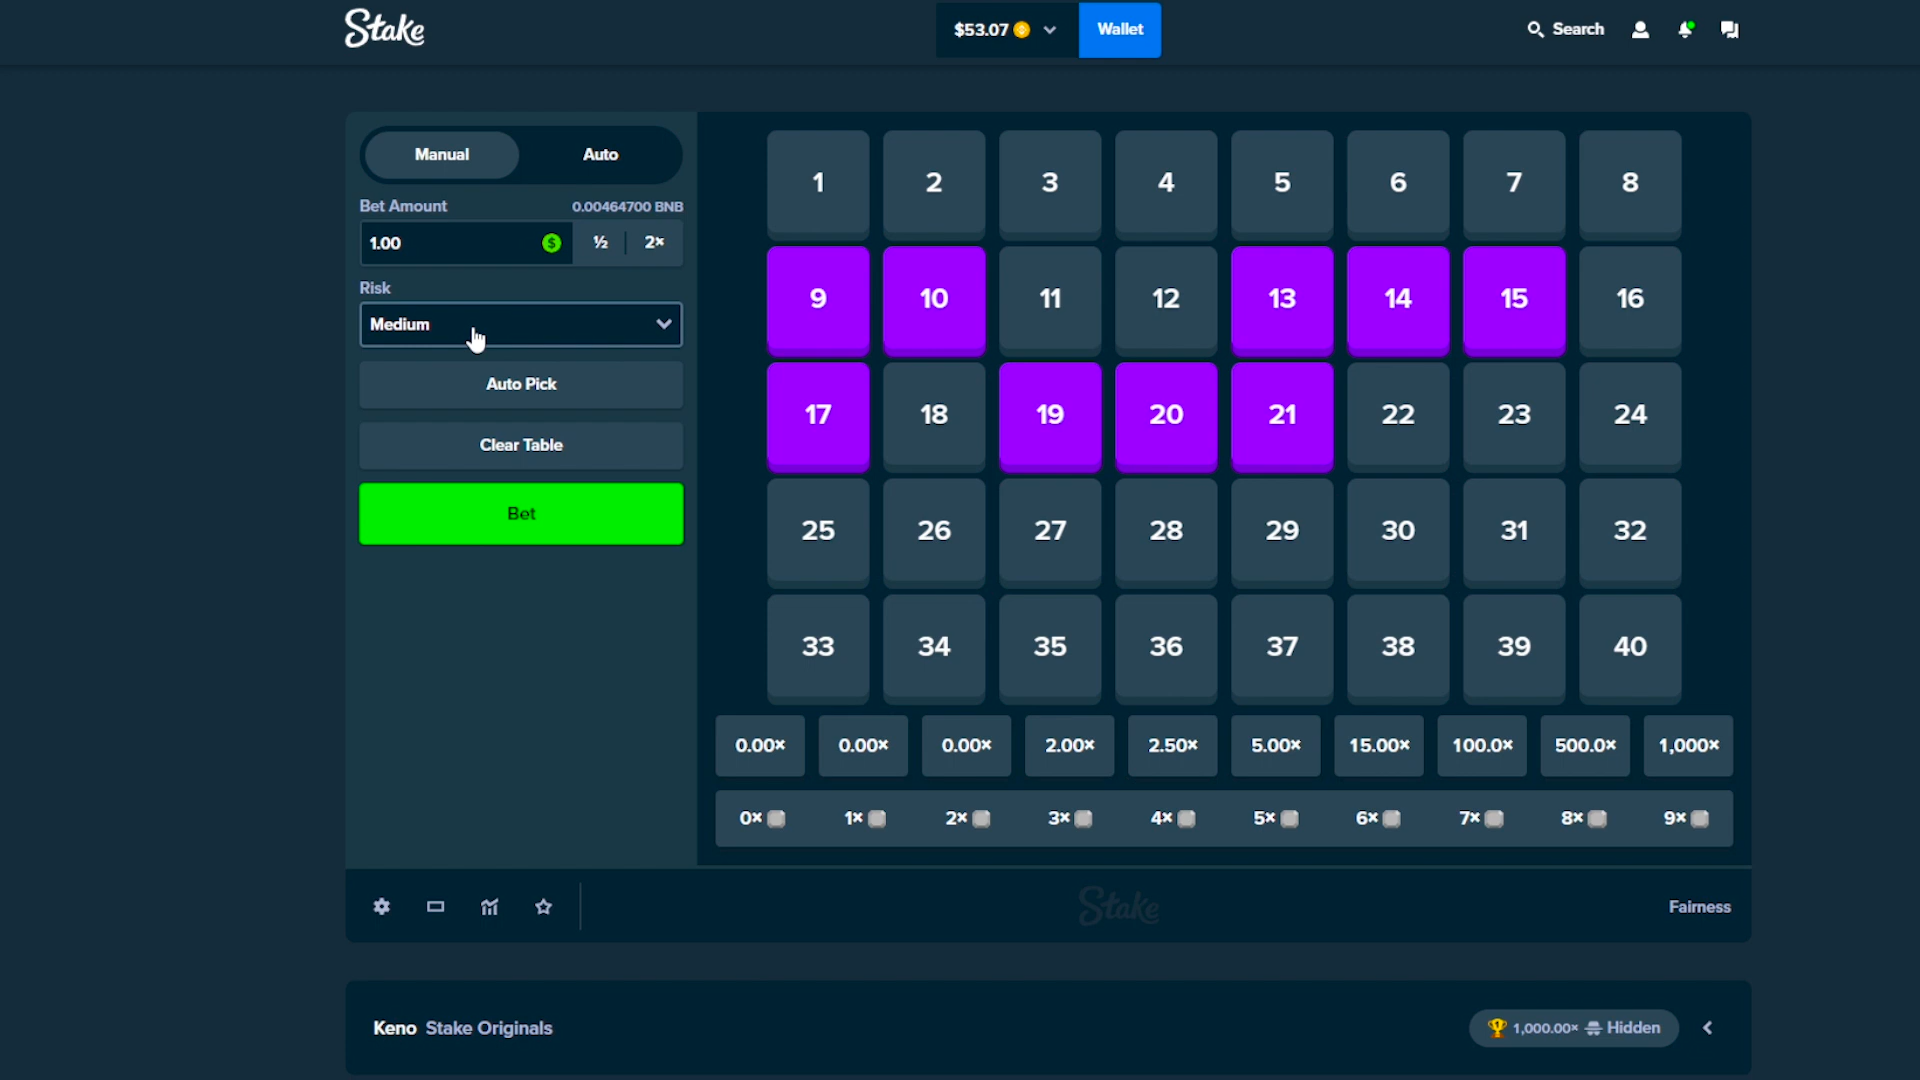 Stake
$53.07
Wallet
Search
Manual
Auto
Bet Amount
0.00464700 BNB
1.00
½
2×
Risk
Medium
Auto Pick
Clear Table
Bet
1 2 3 4 5 6 7 8
9 10 11 12 13 14 15 16
17 18 19 20 21 22 23 24
25 26 27 28 29 30 31 32
33 34 35 36 37 38 39 40
0.00× 0.00× 0.00× 2.00× 2.50× 5.00× 15.00× 100.0× 500.0× 1,000×
0× 1× 2× 3× 4× 5× 6× 7× 8× 9×
Stake
Fairness
Keno Stake Originals
1,000.00× Hidden